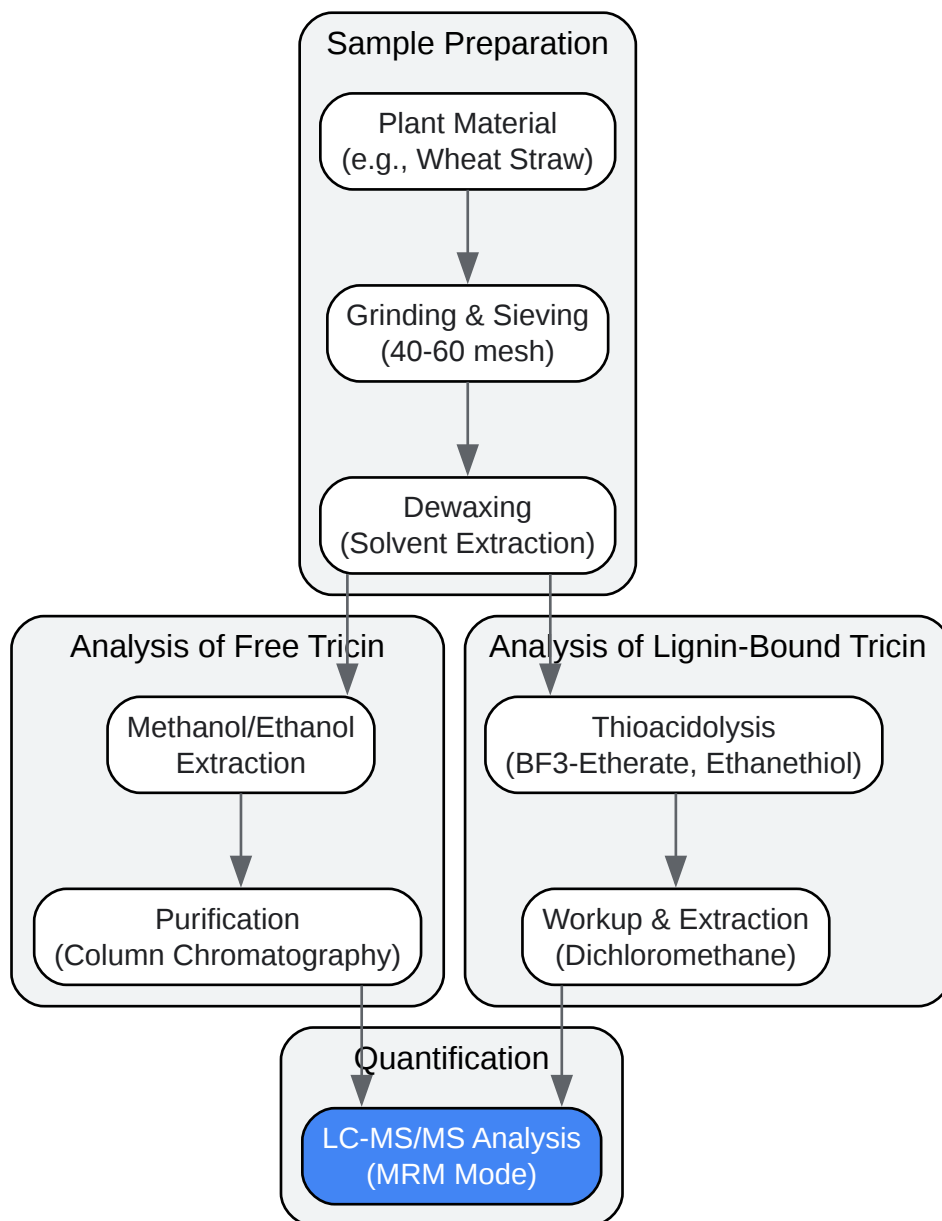 Sample Preparation
Plant Material
(e.g., Wheat Straw)
Grinding & Sieving
(40-60 mesh)
Dewaxing
(Solvent Extraction)
Analysis of Free Tricin
Methanol/Ethanol
Extraction
Purification
(Column Chromatography)
Analysis of Lignin-Bound Tricin
Thioacidolysis
(BF3-Etherate, Ethanethiol)
Workup & Extraction
(Dichloromethane)
Quantification
LC-MS/MS Analysis
(MRM Mode)